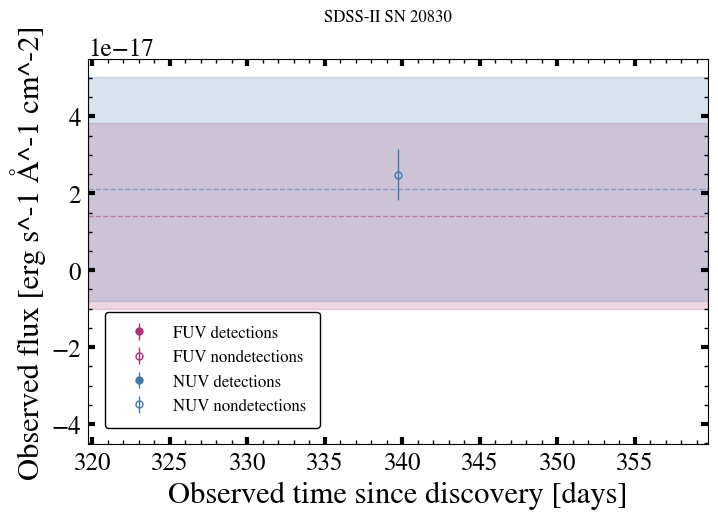 SDSS-II SN 20830
1e−17
Observed flux [erg s^-1 Å^-1 cm^-2]
4
2
0
−2
−4
FUV detections
FUV nondetections
NUV detections
NUV nondetections
320 325 330 335 340 345 350 355
Observed time since discovery [days]